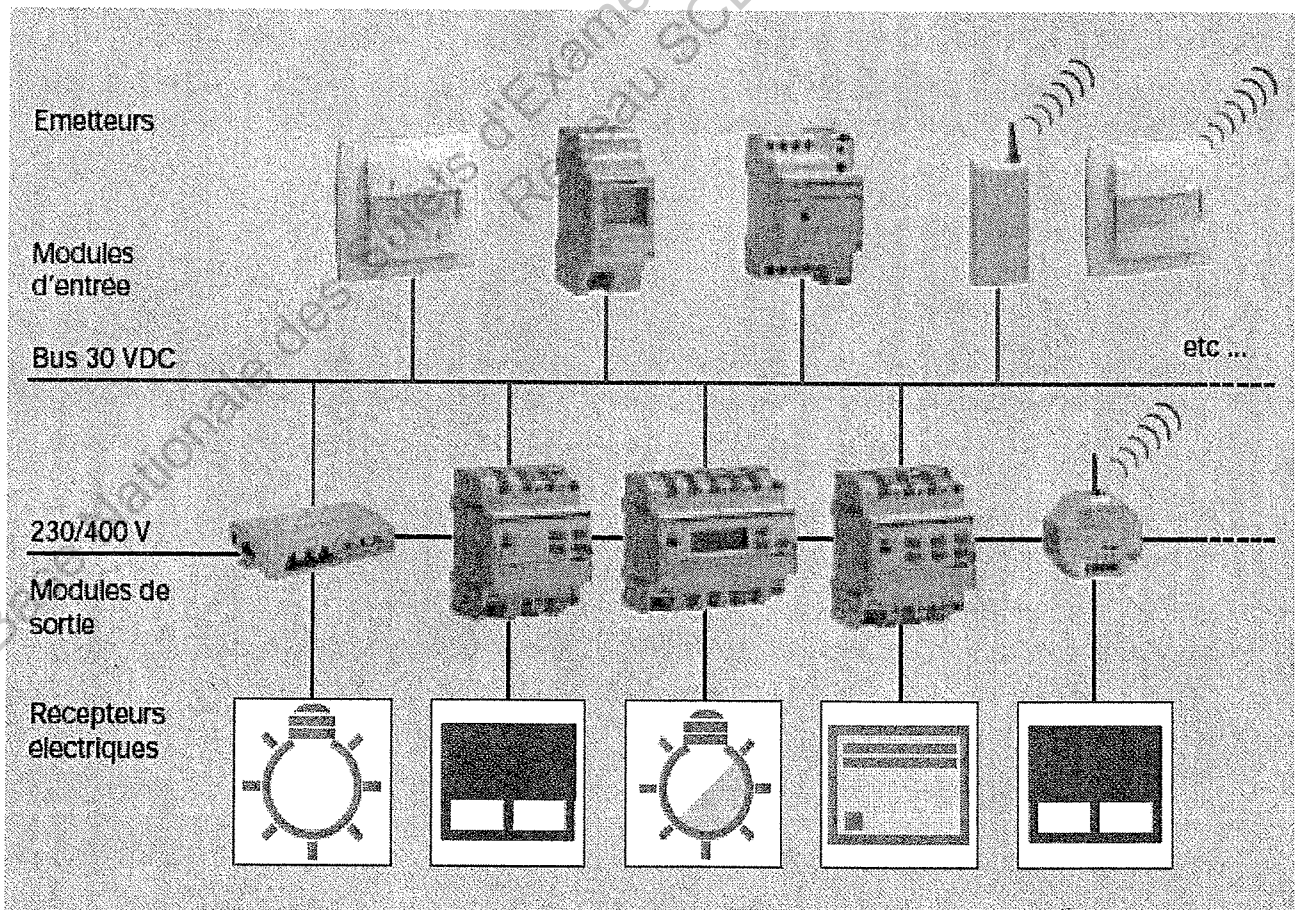 Emetteurs
Modules
d'entrée
Bus 30 VDC
etc ...
230/400 V
Modules de
sortie
Récepteurs
électriques